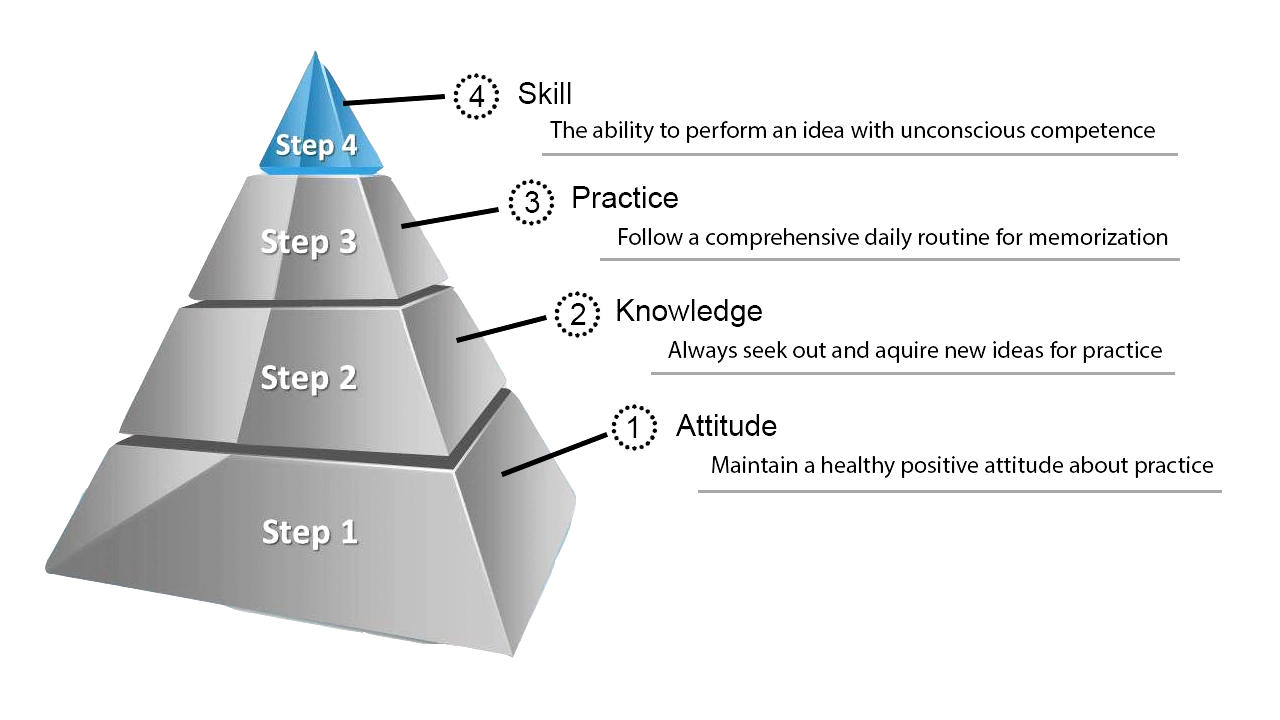 4 Skill
The ability to perform an idea with unconscious competence
Step 4
3 Practice
Follow a comprehensive daily routine for memorization
Step 3
2 Knowledge
Always seek out and aquire new ideas for practice
Step 2
1 Attitude
Maintain a healthy positive attitude about practice
Step 1